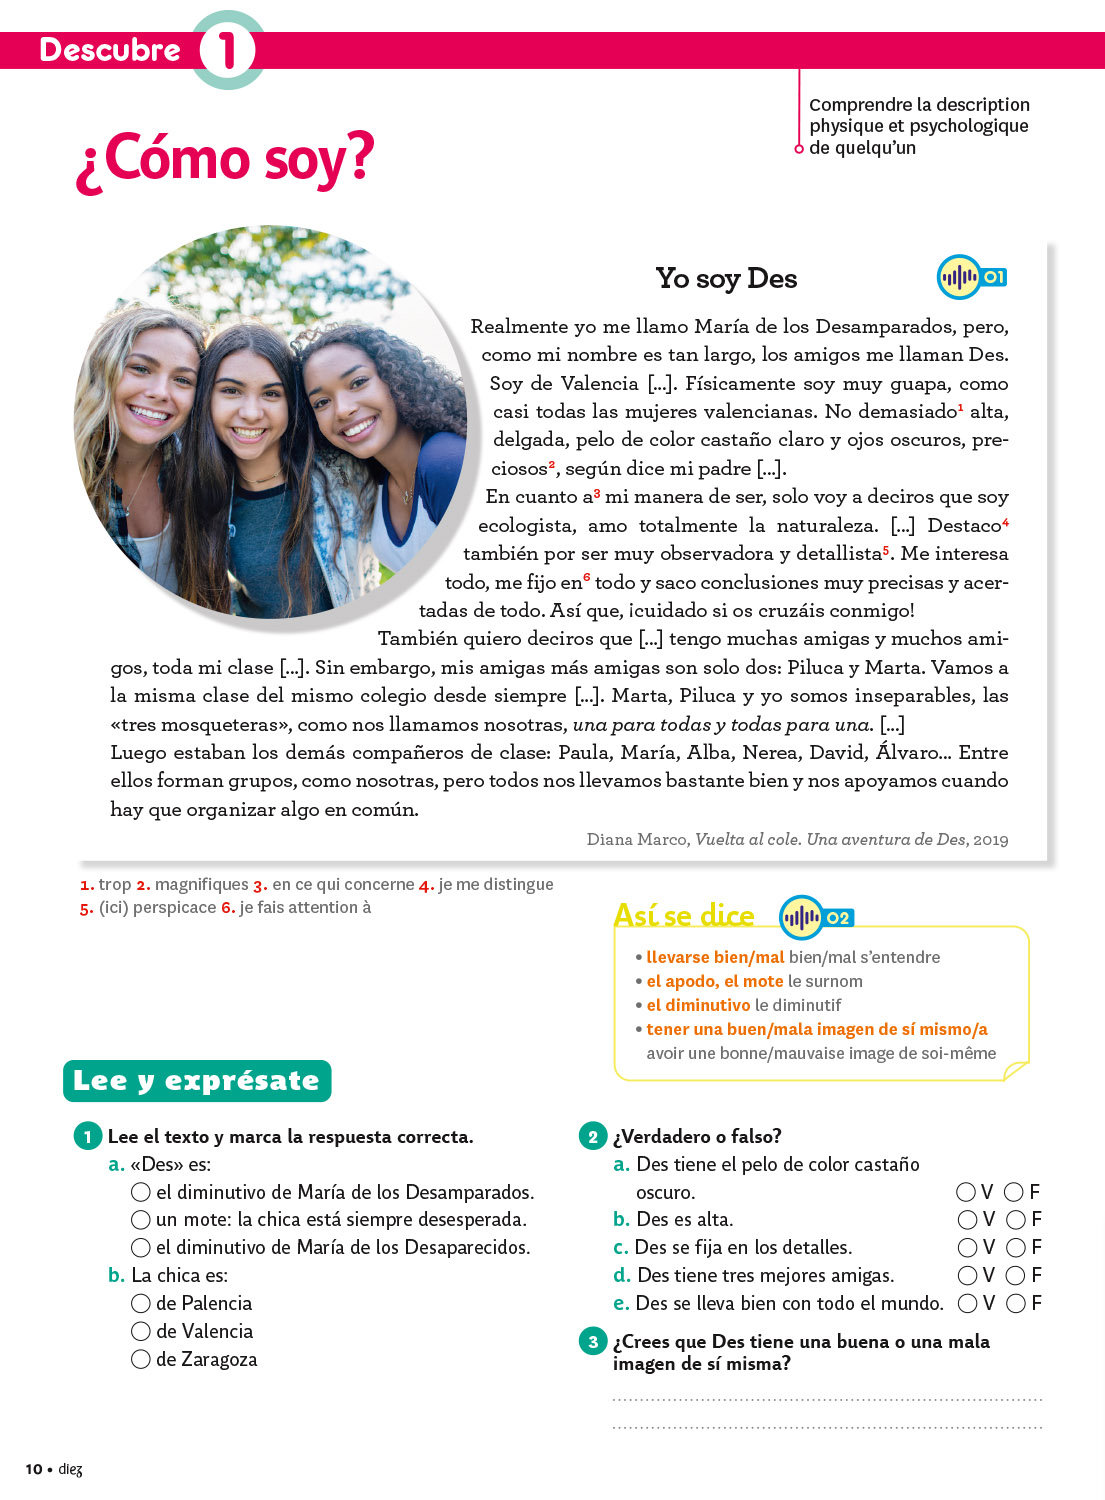 Descubre 1
Comprendre la description
physique et psychologique
de quelqu'un
¿Cómo soy?
Yo soy Des
01
Realmente yo me llamo María de los Desamparados, pero,
como mi nombre es tan largo, los amigos me llaman Des.
Soy de Valencia [...]. Físicamente soy muy guapa, como
casi todas las mujeres valencianas. No demasiado¹ alta,
delgada, pelo de color castaño claro y ojos oscuros, pre-
ciosos², según dice mi padre [...].
En cuanto a³ mi manera de ser, solo voy a deciros que soy
ecologista, amo totalmente la naturaleza. [...] Destaco⁴
también por ser muy observadora y detallista⁵. Me interesa
todo, me fijo en⁶ todo y saco conclusiones muy precisas y acer-
tadas de todo. Así que, ¡cuidado si os cruzáis conmigo!
También quiero deciros que [...] tengo muchas amigas y muchos ami-
gos, toda mi clase [...]. Sin embargo, mis amigas más amigas son solo dos: Piluca y Marta. Vamos a
la misma clase del mismo colegio desde siempre [...]. Marta, Piluca y yo somos inseparables, las
«tres mosqueteras», como nos llamamos nosotras, una para todas y todas para una. [...]
Luego estaban los demás compañeros de clase: Paula, María, Alba, Nerea, David, Álvaro... Entre
ellos forman grupos, como nosotras, pero todos nos llevamos bastante bien y nos apoyamos cuando
hay que organizar algo en común.
Diana Marco, Vuelta al cole. Una aventura de Des, 2019
1. trop 2. magnifiques 3. en ce qui concerne 4. je me distingue
5. (ici) perspicace 6. je fais attention à
Así se dice
02
• llevarse bien/mal bien/mal s'entendre
• el apodo, el mote le surnom
• el diminutivo le diminutif
• tener una buen/mala imagen de sí mismo/a
avoir une bonne/mauvaise image de soi-même
Lee y exprésate
1 Lee el texto y marca la respuesta correcta.
a. «Des» es:
el diminutivo de María de los Desamparados.
un mote: la chica está siempre desesperada.
el diminutivo de María de los Desaparecidos.
b. La chica es:
de Palencia
de Valencia
de Zaragoza
2 ¿Verdadero o falso?
a. Des tiene el pelo de color castaño
oscuro. V F
b. Des es alta. V F
c. Des se fija en los detalles. V F
d. Des tiene tres mejores amigas. V F
e. Des se lleva bien con todo el mundo. V F
3 ¿Crees que Des tiene una buena o una mala
imagen de sí misma?
10 • diez